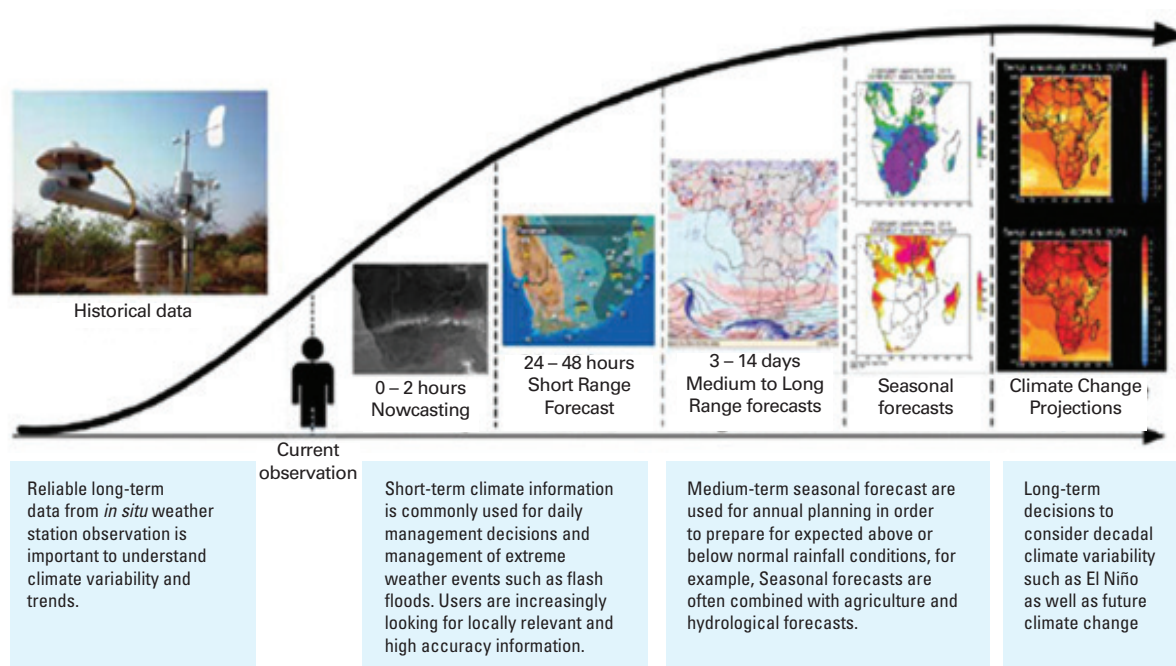 Historical data
0 – 2 hours
Nowcasting
24 – 48 hours
Short Range
Forecast
3 – 14 days
Medium to Long
Range forecasts
Seasonal
forecasts
Climate Change
Projections
Current
observation
Reliable long-term
data from in situ weather
station observation is
important to understand
climate variability and
trends.
Short-term climate information
is commonly used for daily
management decisions and
management of extreme
weather events such as flash
floods. Users are increasingly
looking for locally relevant and
high accuracy information.
Medium-term seasonal forecast are
used for annual planning in order
to prepare for expected above or
below normal rainfall conditions, for
example, Seasonal forecasts are
often combined with agriculture and
hydrological forecasts.
Long-term
decisions to
consider decadal
climate variability
such as El Niño
as well as future
climate change